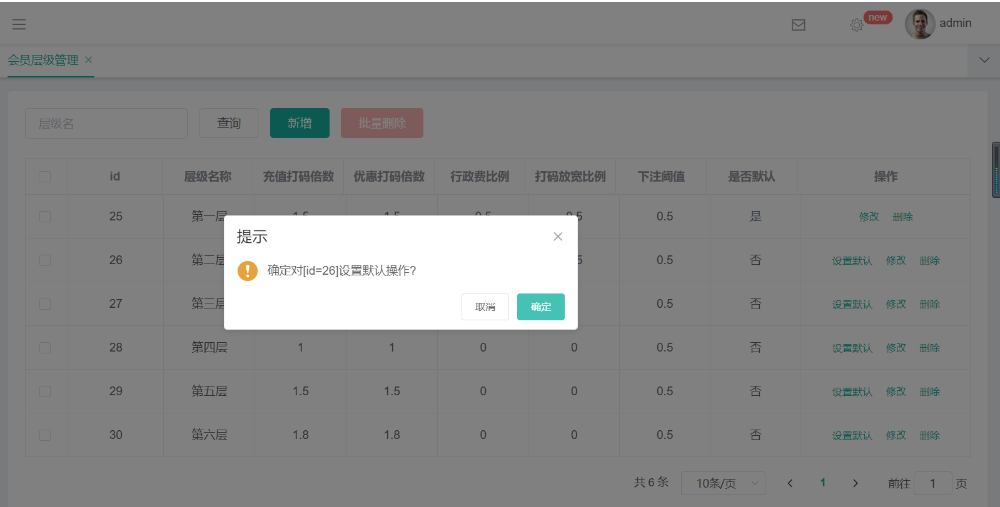 new
admin
会员层级管理
层级名 查询 新增 批量删除
id 层级名称 充值打码倍数 优惠打码倍数 行政费比例 打码放宽比例 下注阈值 是否默认 操作
25 第一层 1.5 1.5 0.5 0.5 0.5 是 修改 删除
26 第二层 0.5 否 设置默认 修改 删除
27 第三层 0.5 否 设置默认 修改 删除
28 第四层 1 1 0 0 0.5 否 设置默认 修改 删除
29 第五层 1.5 1.5 0 0 0.5 否 设置默认 修改 删除
30 第六层 1.8 1.8 0 0 0.5 否 设置默认 修改 删除
提示
确定对[id=26]设置默认操作?
取消 确定
共 6 条 10条/页 1 前往 1 页